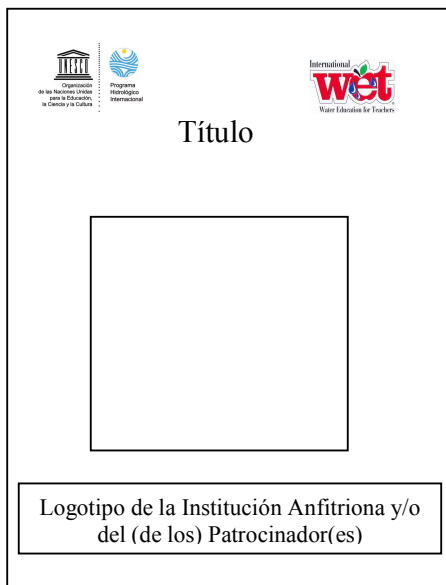 UNESCO
Organización
de las Naciones Unidas
para la Educación,
la Ciencia y la Cultura
Programa
Hidrológico
Internacional
International
wet
Water Education for Teachers
Título
Logotipo de la Institución Anfitriona y/o
del (de los) Patrocinador(es)